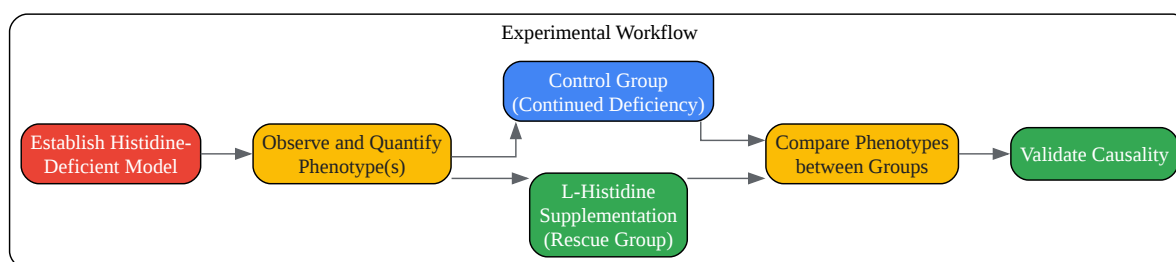 Experimental Workflow
Establish Histidine-
Deficient Model
Observe and Quantify
Phenotype(s)
Control Group
(Continued Deficiency)
L-Histidine
Supplementation
(Rescue Group)
Compare Phenotypes
between Groups
Validate Causality